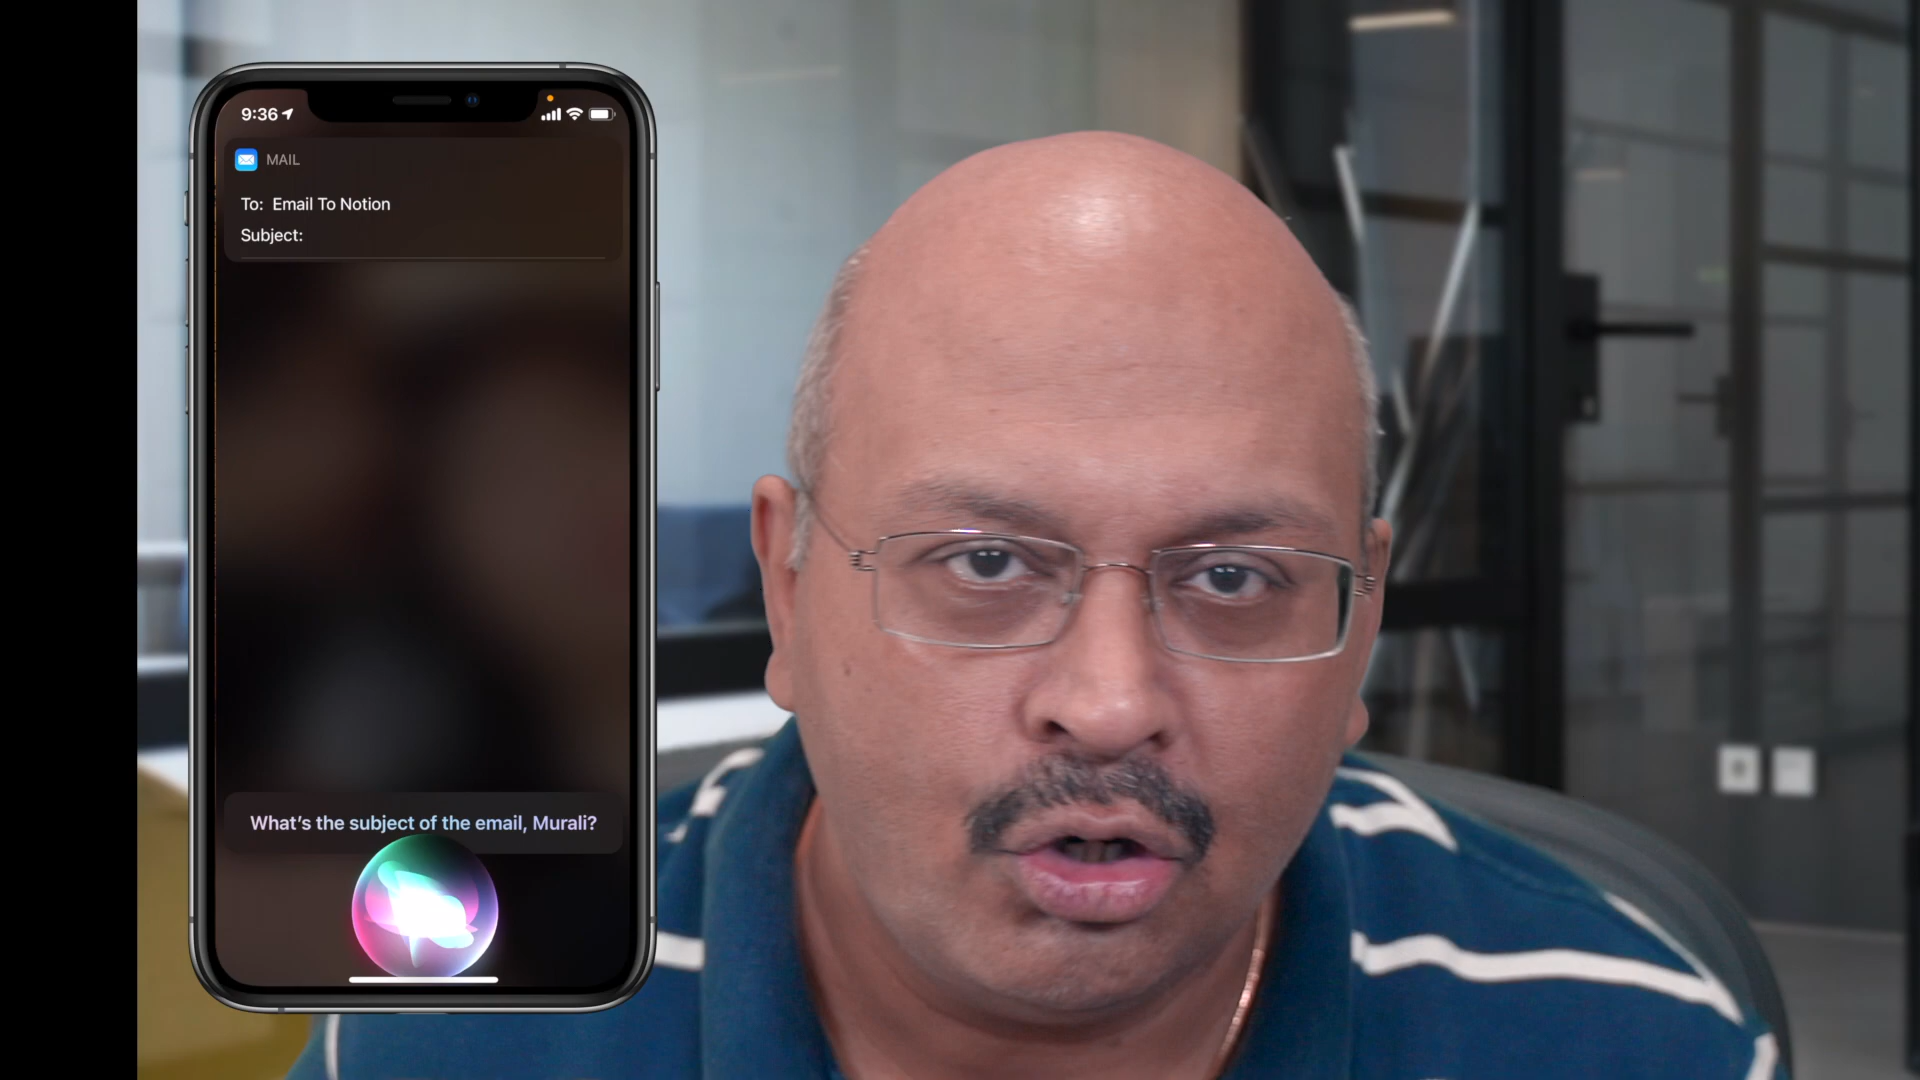 9:36
MAIL
To: Email To Notion
Subject:
What's the subject of the email, Murali?